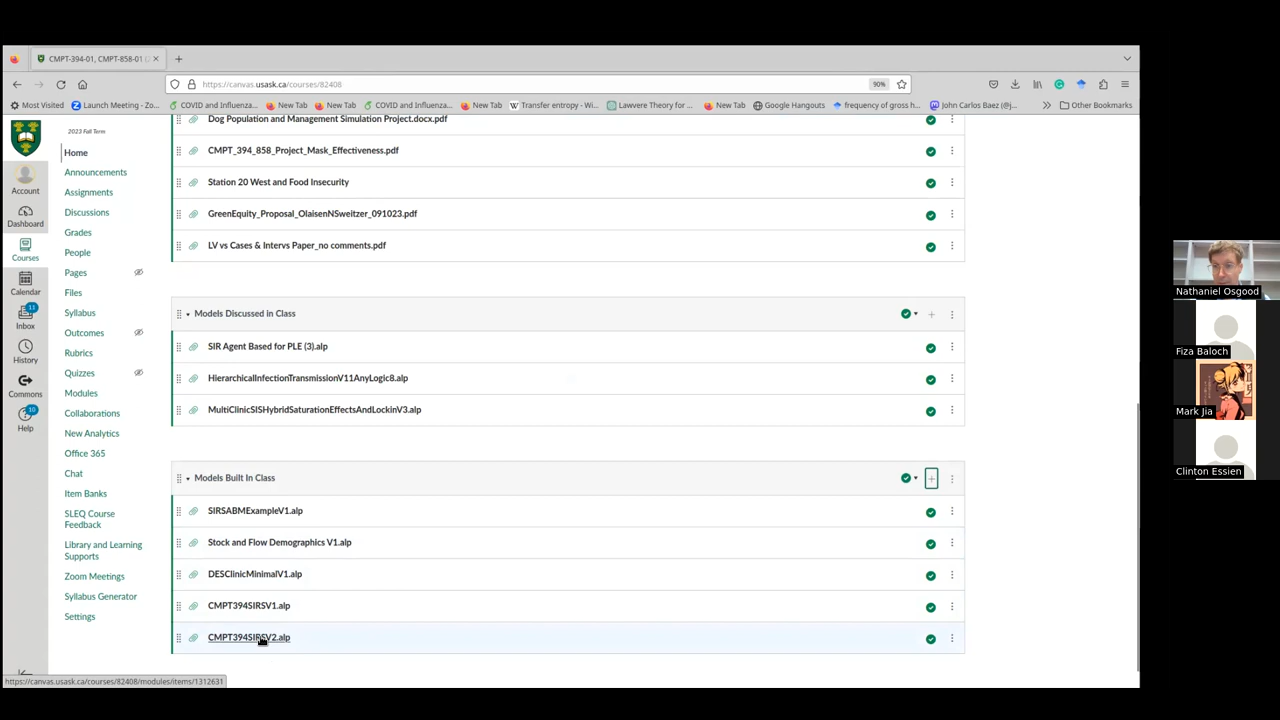 CMPT-394-01, CMPT-858-01 (
https://canvas.usask.ca/courses/82408
90%
Most Visited
Launch Meeting - Zo...
COVID and Influenza...
New Tab
New Tab
COVID and Influenza...
New Tab
Transfer entropy - Wi...
Lawvere Theory for ...
New Tab
Google Hangouts
frequency of gross h...
John Carlos Baez (@j...
Other Bookmarks
2023 Fall Term
Home
Announcements
Assignments
Discussions
Grades
People
Pages
Files
Syllabus
Outcomes
Rubrics
Quizzes
Modules
Collaborations
New Analytics
Office 365
Chat
Item Banks
SLEQ Course
Feedback
Library and Learning
Supports
Zoom Meetings
Syllabus Generator
Settings
Account
Dashboard
Courses
Calendar
11
Inbox
History
Commons
10
Help
Dog Population and Management Simulation Project.docx.pdf
CMPT_394_858_Project_Mask_Effectiveness.pdf
Station 20 West and Food Insecurity
GreenEquity_Proposal_OlaisenNSweitzer_091023.pdf
LV vs Cases & Intervs Paper_no comments.pdf
Models Discussed in Class
SIR Agent Based for PLE (3).alp
HierarchicalInfectionTransmissionV11AnyLogic8.alp
MultiClinicSISHybridSaturationEffectsAndLockinV3.alp
Models Built In Class
SIRSABMExampleV1.alp
Stock and Flow Demographics V1.alp
DESClinicMinimalV1.alp
CMPT394SIRSV1.alp
CMPT394SIRSV2.alp
https://canvas.usask.ca/courses/82408/modules/items/1312631
Nathaniel Osgood
Fiza Baloch
Mark Jia
Clinton Essien